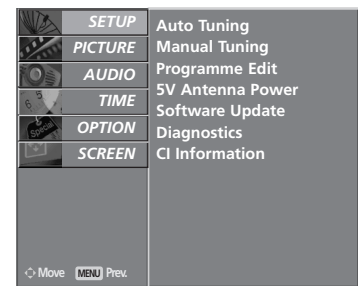 SETUP
PICTURE
AUDIO
TIME
OPTION
SCREEN
Auto Tuning
Manual Tuning
Programme Edit
5V Antenna Power
Software Update
Diagnostics
CI Information
Special
Move MENU Prev.